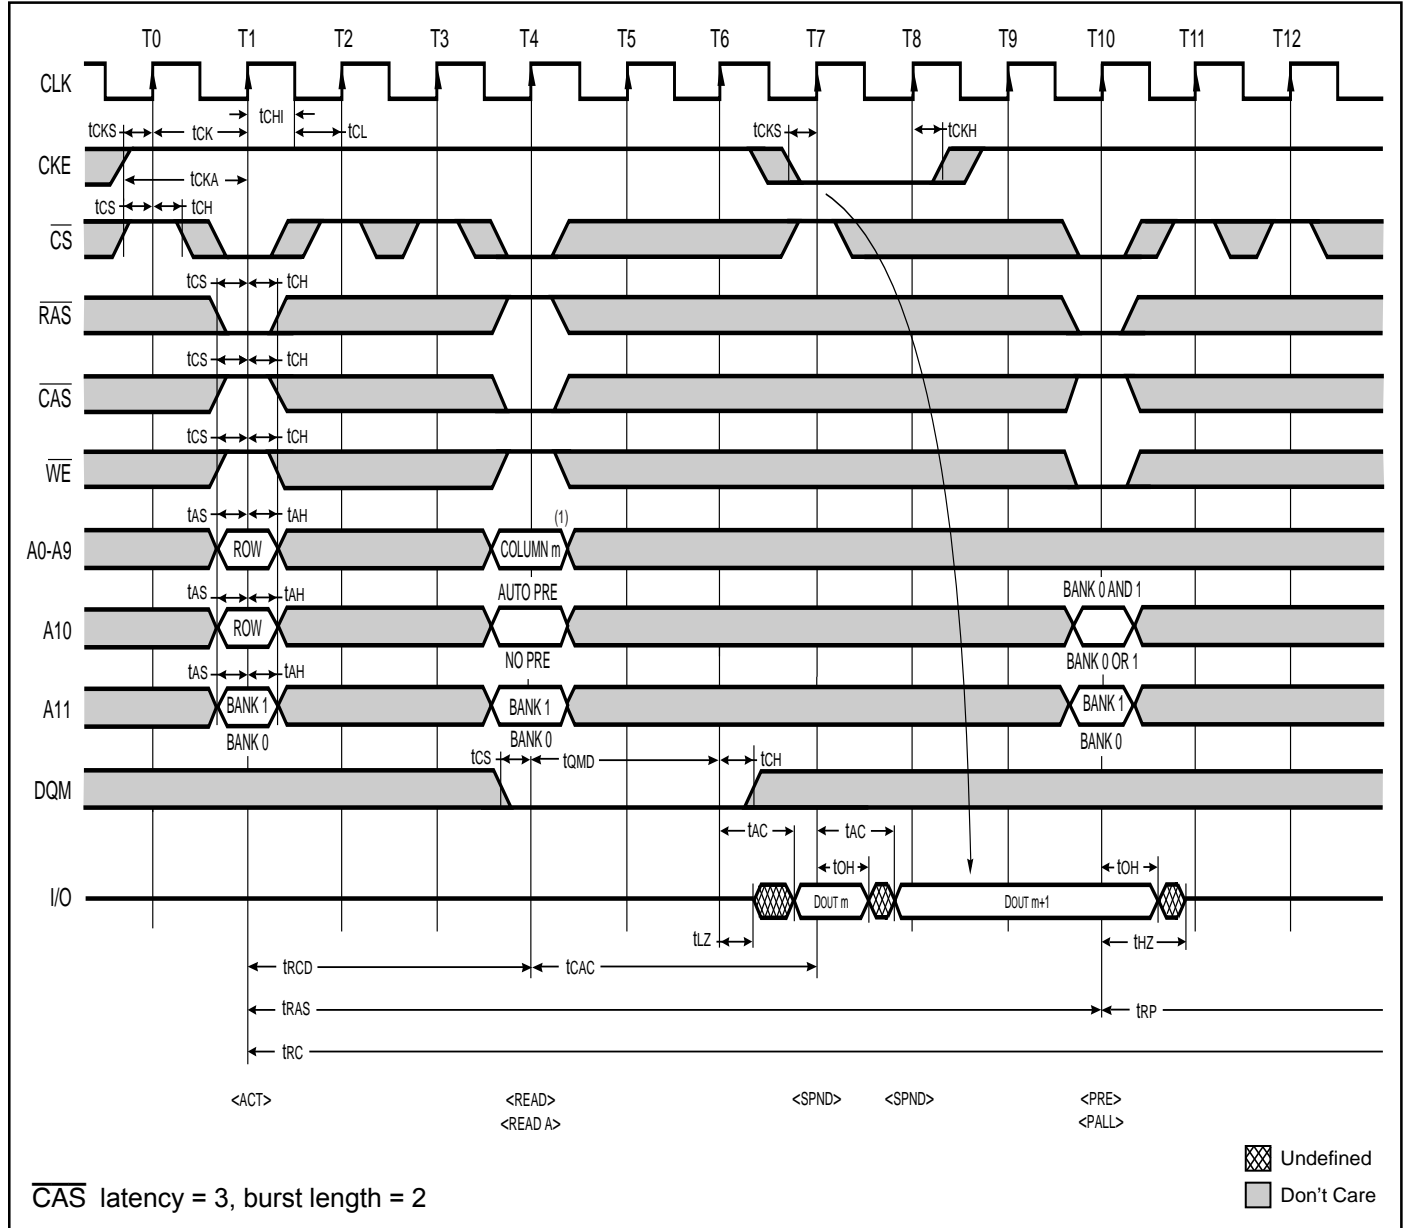 T0 T1 T2 T3 T4 T5 T6 T7 T8 T9 T10 T11 T12
CLK
tCHI
tCKS tCK tCL tCKS tCKH
CKE
tCKA
tCS tCH
CS
tCS tCH
RAS
tCS tCH
CAS
tCS tCH
WE
tAS tAH (1)
A0-A9 ROW COLUMN m
tAS tAH AUTO PRE BANK 0 AND 1
A10 ROW
NO PRE BANK 0 OR 1
tAS tAH
A11 BANK 1 BANK 1 BANK 1
BANK 0 BANK 0 BANK 0
tCS tQMD tCH
DQM
tAC tAC
tOH tOH
I/O DOUT m DOUT m+1
tLZ tHZ
tRCD tCAC
tRAS tRP
tRC
<ACT> <READ> <SPND> <SPND> <PRE>
<READ A> <PALL>
Undefined
CAS latency = 3, burst length = 2 Don't Care